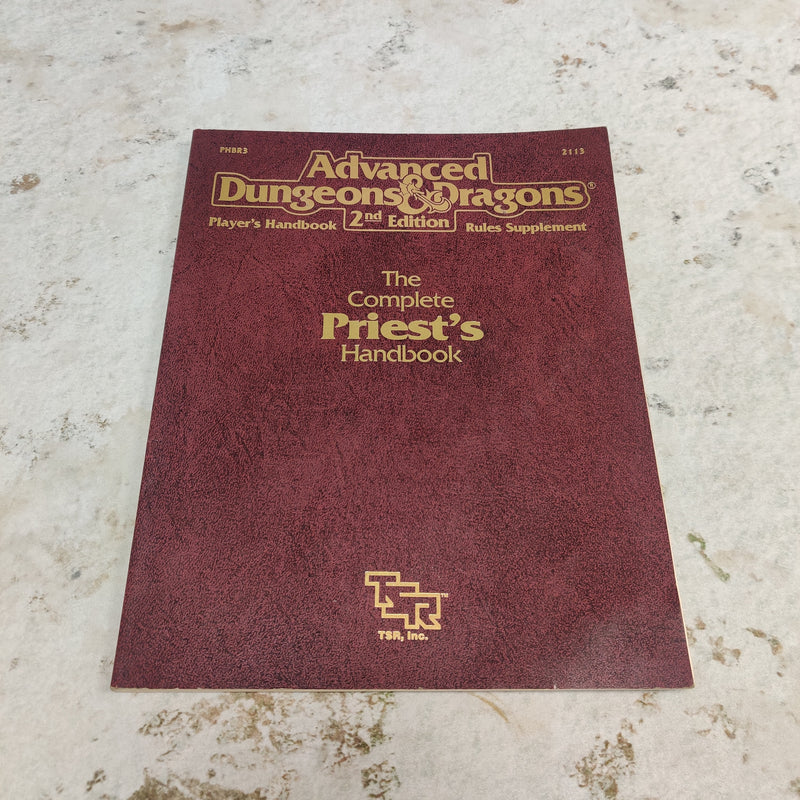 PHBR3 2113
Advanced
Dungeons & Dragons®
Player's Handbook 2nd Edition Rules Supplement
The
Complete
Priest's
Handbook
TSR™
TSR, Inc.